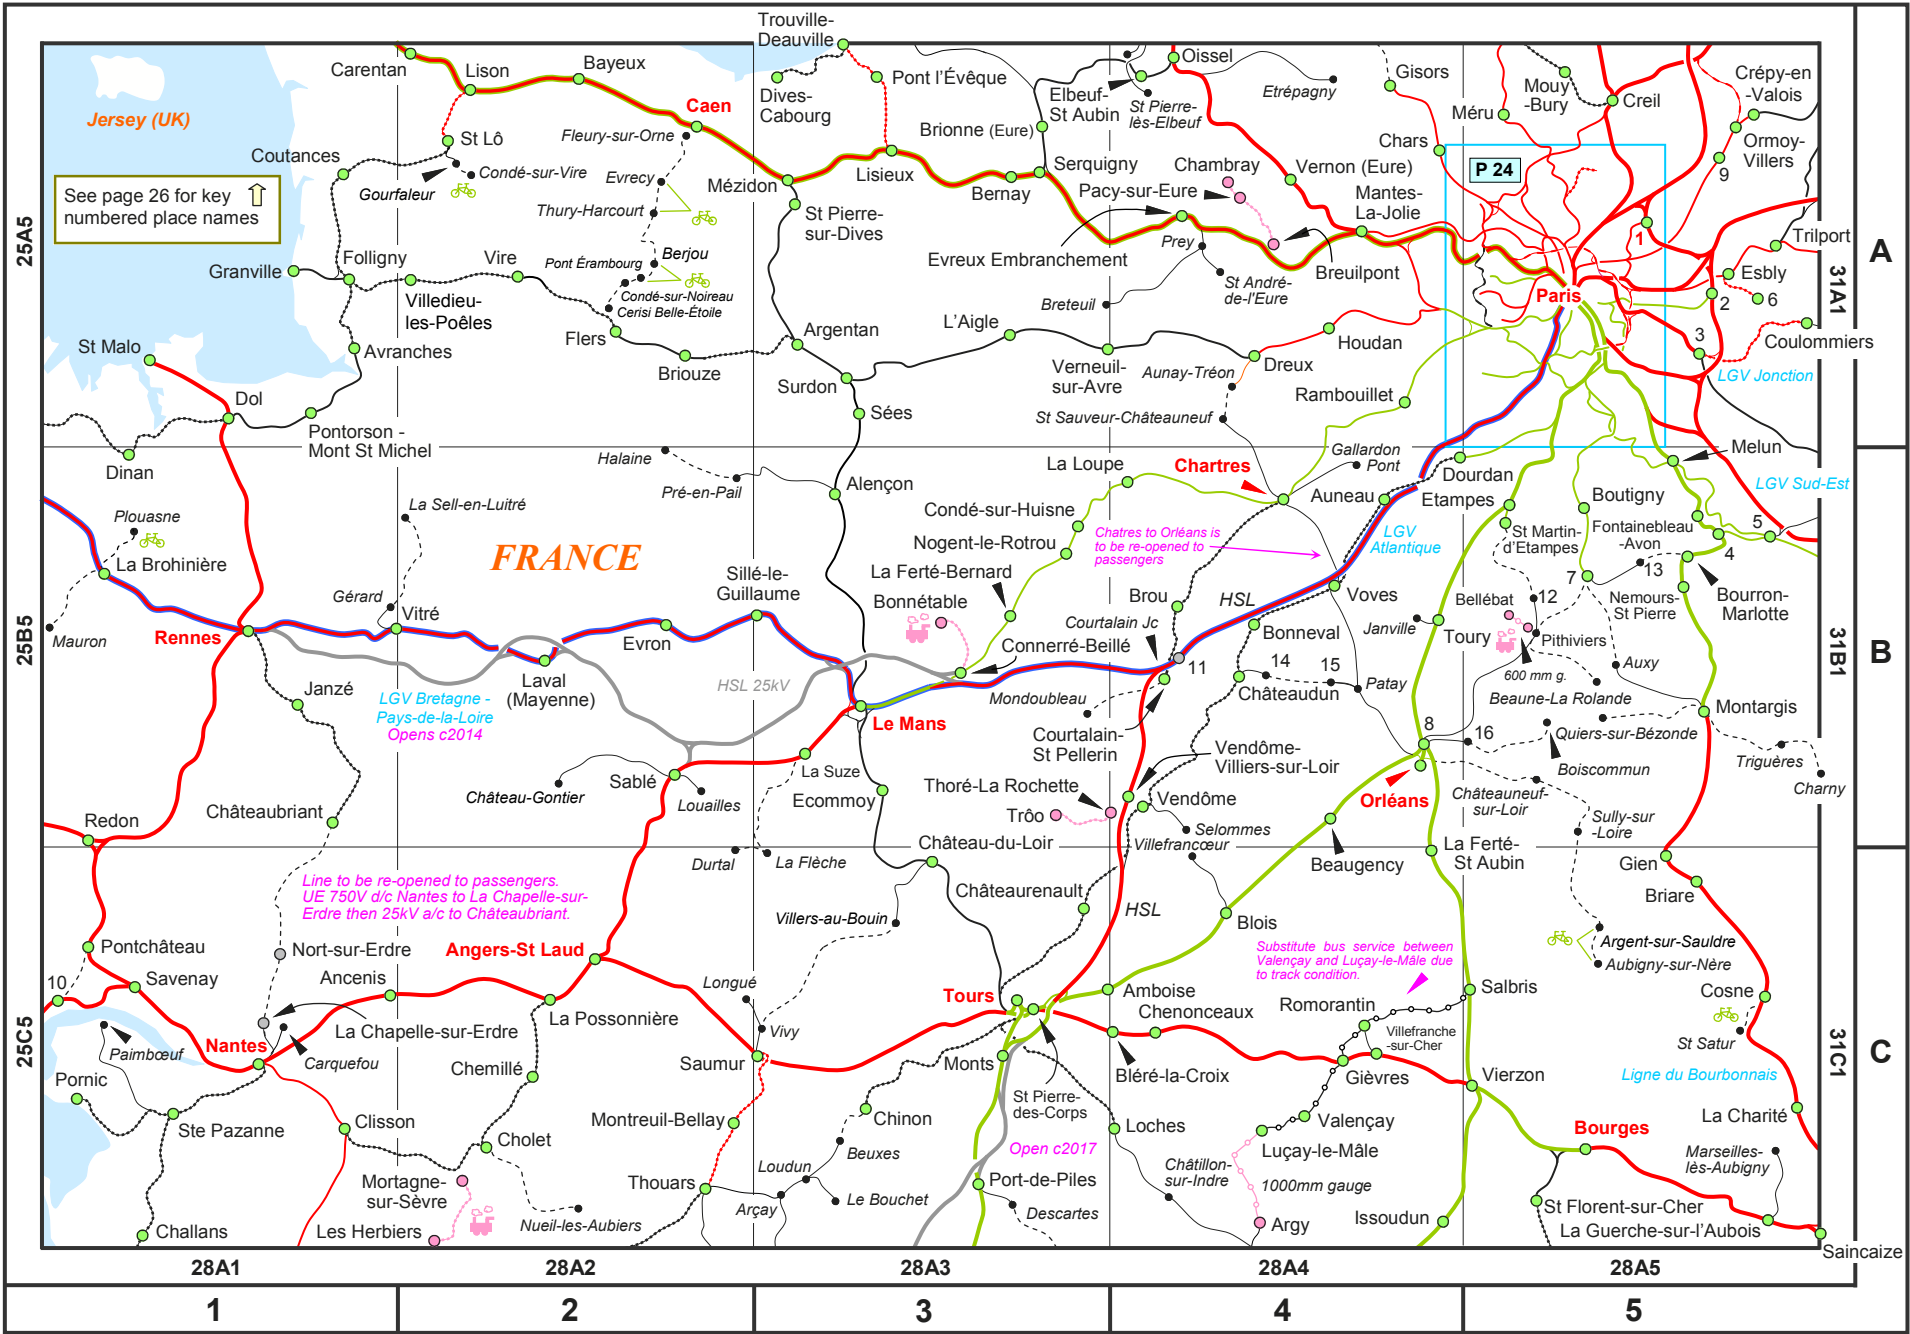 Trouville-
Deauville
Carentan
Lison
Bayeux
Caen
Dives-
Cabourg
Pont l'Évêque
Oissel
Elbeuf-
St Aubin
St Pierre-
lès-Elbeuf
Etrépagny
Gisors
Méru
Mouy
-Bury
Creil
Crépy-en
-Valois
Ormoy-
Villers
9
Jersey (UK)
St Lô
Coutances
Condé-sur-Vire
Gourfaleur
Fleury-sur-Orne
Evrecy
Thury-Harcourt
Mézidon
St Pierre-
sur-Dives
Lisieux
Brionne (Eure)
Bernay
Serquigny
Chambray
Pacy-sur-Eure
Vernon (Eure)
Mantes-
La-Jolie
Chars
P 24
See page 26 for key
numbered place names
Granville
Folligny
Villedieu-
les-Poêles
Vire
Pont Érambourg
Berjou
Condé-sur-Noireau
Cerisi Belle-Étoile
Flers
Briouze
Argentan
Evreux Embranchement
Prey
St André-
de-l'Eure
Breteuil
Breuilpont
Paris
1
2
3
Trilport
Esbly
6
Coulommiers
LGV Jonction
St Malo
Dol
Avranches
Pontorson -
Mont St Michel
Dinan
Surdon
Sées
L'Aigle
Verneuil-
sur-Avre
Dreux
Houdan
Aunay-Tréon
St Sauveur-Châteauneuf
Rambouillet
Gallardon
Pont
Melun
LGV Sud-Est
Halaine
Pré-en-Pail
Alençon
La Loupe
Chartres
Auneau
Dourdan
Etampes
Boutigny
St Martin-
d'Etampes
Fontainebleau
-Avon
5
4
13
7
Plouasne
La Brohinière
Mauron
La Sell-en-Luitré
FRANCE
Gérard
Vitré
Rennes
Sillé-le-
Guillaume
Evron
Laval
(Mayenne)
Condé-sur-Huisne
Nogent-le-Rotrou
La Ferté-Bernard
Bonnétable
Connerré-Beillé
Chatres to Orléans is
to be re-opened to
passengers
LGV
Atlantique
Brou
HSL
Voves
Courtalain Jc
11
Bonneval
14
15
Châteaudun
Patay
Janville
Toury
Bellébat
12
Pithiviers
600 mm g.
Nemours-
St Pierre
Bourron-
Marlotte
Auxy
Beaune-La Rolande
Quiers-sur-Bézonde
Boiscommun
Montargis
Triguères
Charny
Janzé
LGV Bretagne -
Pays-de-la-Loire
Opens c2014
HSL 25kV
Le Mans
Mondoubleau
Courtalain-
St Pellerin
Vendôme-
Villiers-sur-Loir
8
16
Orléans
Châteauneuf-
sur-Loir
Sully-sur
-Loire
Château-Gontier
Sablé
Louailles
La Suze
Ecommoy
Thoré-La Rochette
Trôo
Vendôme
Selommes
Villefrancœur
Beaugency
La Ferté-
St Aubin
Gien
Briare
Redon
Châteaubriant
Durtal
La Flèche
Château-du-Loir
Line to be re-opened to passengers.
UE 750V d/c Nantes to La Chapelle-sur-
Erdre then 25kV a/c to Châteaubriant.
Châteaurenault
HSL
Villers-au-Bouin
Blois
Substitute bus service between
Valençay and Luçay-le-Mâle due
to track condition.
Argent-sur-Sauldre
Aubigny-sur-Nère
Pontchâteau
Savenay
10
Nort-sur-Erdre
Ancenis
Angers-St Laud
La Possonnière
Longué
Vivy
Tours
Amboise
Chenonceaux
Romorantin
Villefranche
-sur-Cher
Salbris
Cosne
St Satur
Ligne du Bourbonnais
La Chapelle-sur-Erdre
Nantes
Carquefou
Paimbœuf
Pornic
Ste Pazanne
Challans
Chemillé
Saumur
Monts
St Pierre-
des-Corps
Bléré-la-Croix
Gièvres
Vierzon
Valençay
Luçay-le-Mâle
1000mm gauge
Argy
Issoudun
Bourges
La Charité
Marseilles-
lès-Aubigny
Clisson
Cholet
Mortagne-
sur-Sèvre
Les Herbiers
Nueil-les-Aubiers
Montreuil-Bellay
Thouars
Loudun
Arçay
Beuxes
Le Bouchet
Chinon
Open c2017
Port-de-Piles
Descartes
Loches
Châtillon-
sur-Indre
St Florent-sur-Cher
La Guerche-sur-l'Aubois
Saincaize
25A5
25B5
25C5
31A1
31B1
31C1
A
B
C
28A1
28A2
28A3
28A4
28A5
1
2
3
4
5